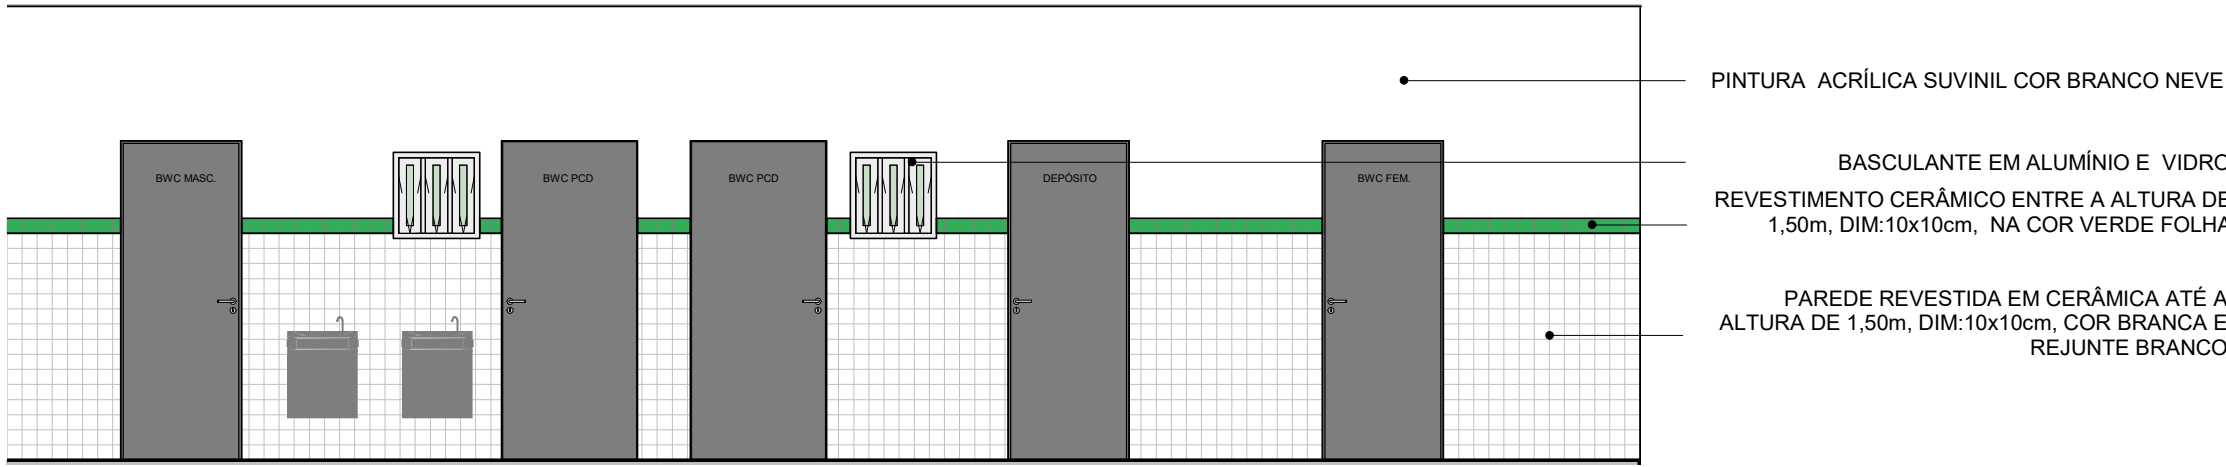 PINTURA ACRÍLICA SUVINIL COR BRANCO NEVE
BASCULANTE EM ALUMÍNIO E VIDRO
BWC MASC.
BWC PCD
BWC PCD
DEPÓSITO
BWC FEM.
REVESTIMENTO CERÂMICO ENTRE A ALTURA DE
1,50m, DIM:10x10cm, NA COR VERDE FOLHA
PAREDE REVESTIDA EM CERÂMICA ATÉ A
ALTURA DE 1,50m, DIM:10x10cm, COR BRANCA E
REJUNTE BRANCO